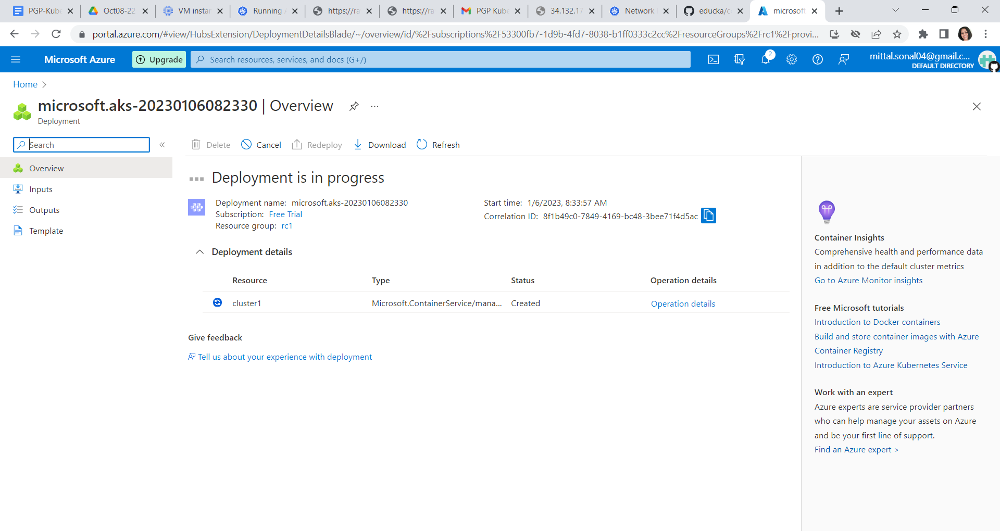 PGP-Kube
Oct08-22
VM instan
Running
https://ra
https://ra
PGP Kube
34.132.17
Network
educka/c
microsoft
portal.azure.com/#view/HubsExtension/DeploymentDetailsBlade/~/overview/id/%2Fsubscriptions%2F53300fb7-1d9b-4fd7-8038-b1ff0333c2cc%2FresourceGroups%2Frc1%2Fprovi...
Microsoft Azure
Upgrade
Search resources, services, and docs (G+/)
2
mittal.sonal04@gmail.c...
DEFAULT DIRECTORY
Home
microsoft.aks-20230106082330 | Overview
Deployment
Search
Delete
Cancel
Redeploy
Download
Refresh
Overview
Inputs
Outputs
Template
Deployment is in progress
Deployment name: microsoft.aks-20230106082330
Subscription: Free Trial
Resource group: rc1
Start time: 1/6/2023, 8:33:57 AM
Correlation ID: 8f1b49c0-7849-4169-bc48-3bee71f4d5ac
Deployment details
Resource Type Status Operation details
cluster1 Microsoft.ContainerService/mana... Created Operation details
Give feedback
Tell us about your experience with deployment
Container Insights
Comprehensive health and performance data
in addition to the default cluster metrics
Go to Azure Monitor insights
Free Microsoft tutorials
Introduction to Docker containers
Build and store container images with Azure
Container Registry
Introduction to Azure Kubernetes Service
Work with an expert
Azure experts are service provider partners
who can help manage your assets on Azure
and be your first line of support.
Find an Azure expert >